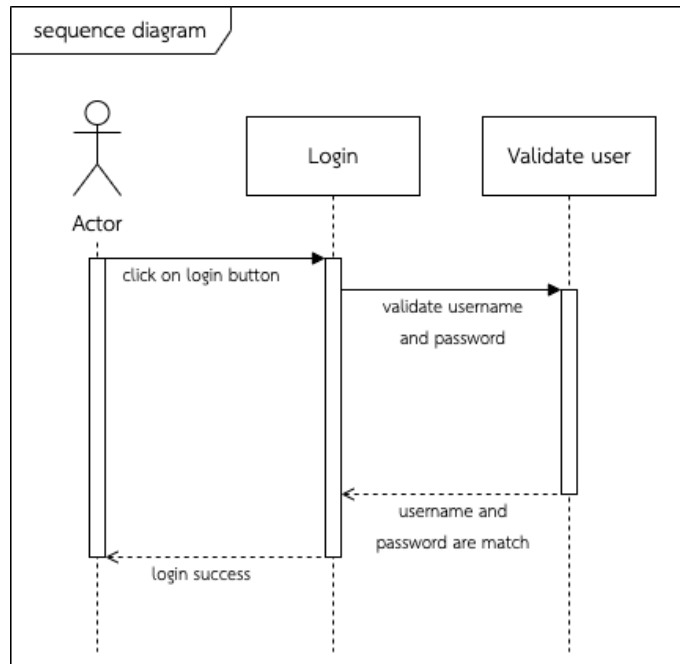 sequence diagram
Login
Validate user
Actor
click on login button
validate username
and password
username and
password are match
login success